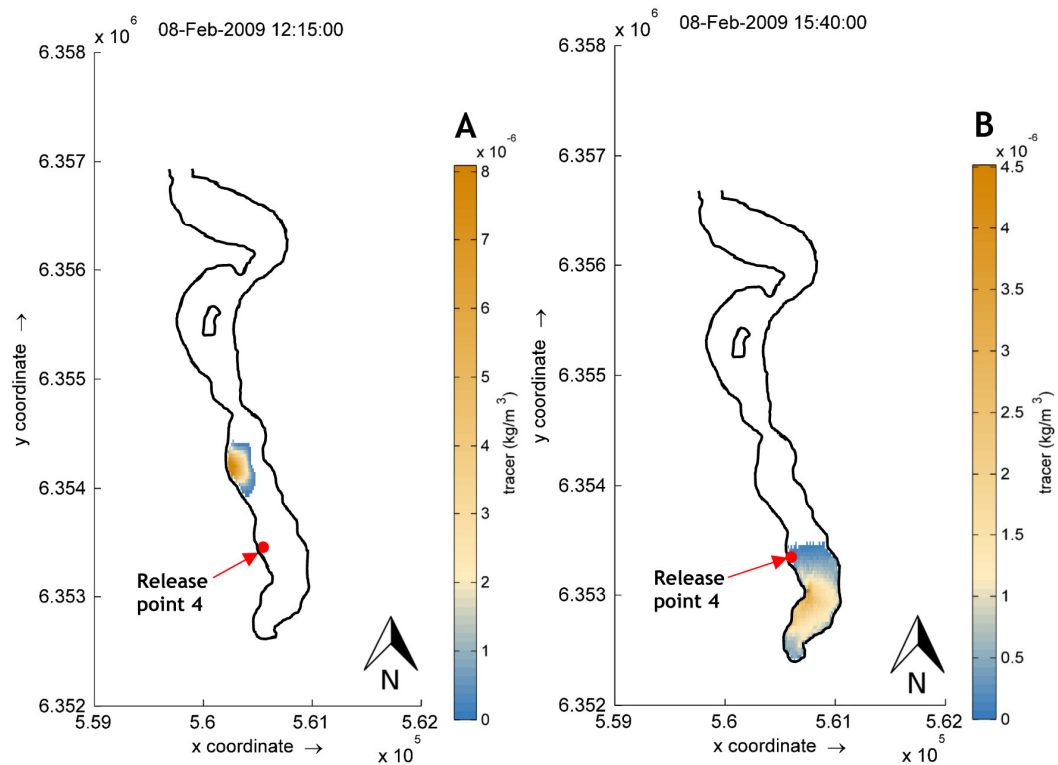 x 10 6
08-Feb-2009 12:15:00
6.358
6.357
6.356
6.355
6.354
6.353
6.352
y coordinate →
5.59
5.6
5.61
5.62
x 10 5
x coordinate →
Release
point 4
N
A
x 10 -6
8
7
6
5
4
3
2
1
0
tracer (kg/m 3)
x 10 6
08-Feb-2009 15:40:00
6.358
6.357
6.356
6.355
6.354
6.353
6.352
y coordinate →
5.59
5.6
5.61
5.62
x 10 5
x coordinate →
Release
point 4
N
B
x 10 -6
4.5
4
3.5
3
2.5
2
1.5
1
0.5
0
tracer (kg/m 3)